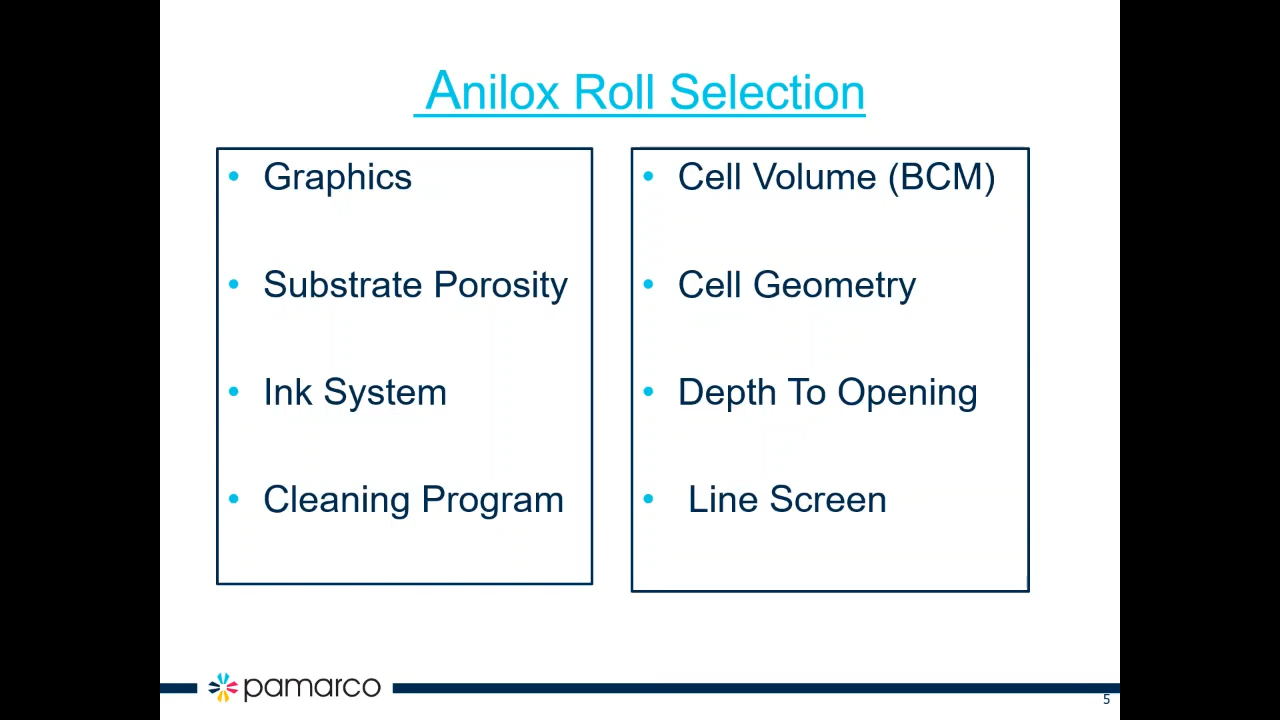 Anilox Roll Selection
• Graphics
• Substrate Porosity
• Ink System
• Cleaning Program
• Cell Volume (BCM)
• Cell Geometry
• Depth To Opening
• Line Screen
pamarco
5